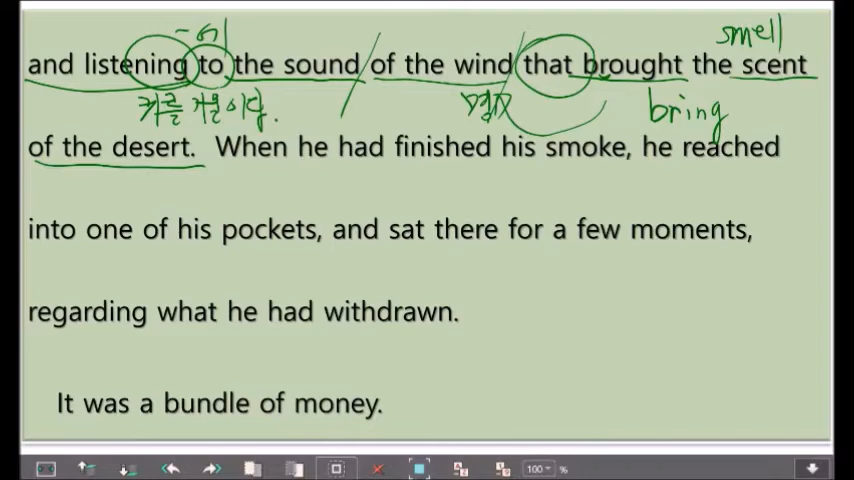 -에 smell
and listening to the sound of the wind that brought the scent
귀를 기울이다. 명 bring
of the desert. When he had finished his smoke, he reached
into one of his pockets, and sat there for a few moments,
regarding what he had withdrawn.
It was a bundle of money.
100 %